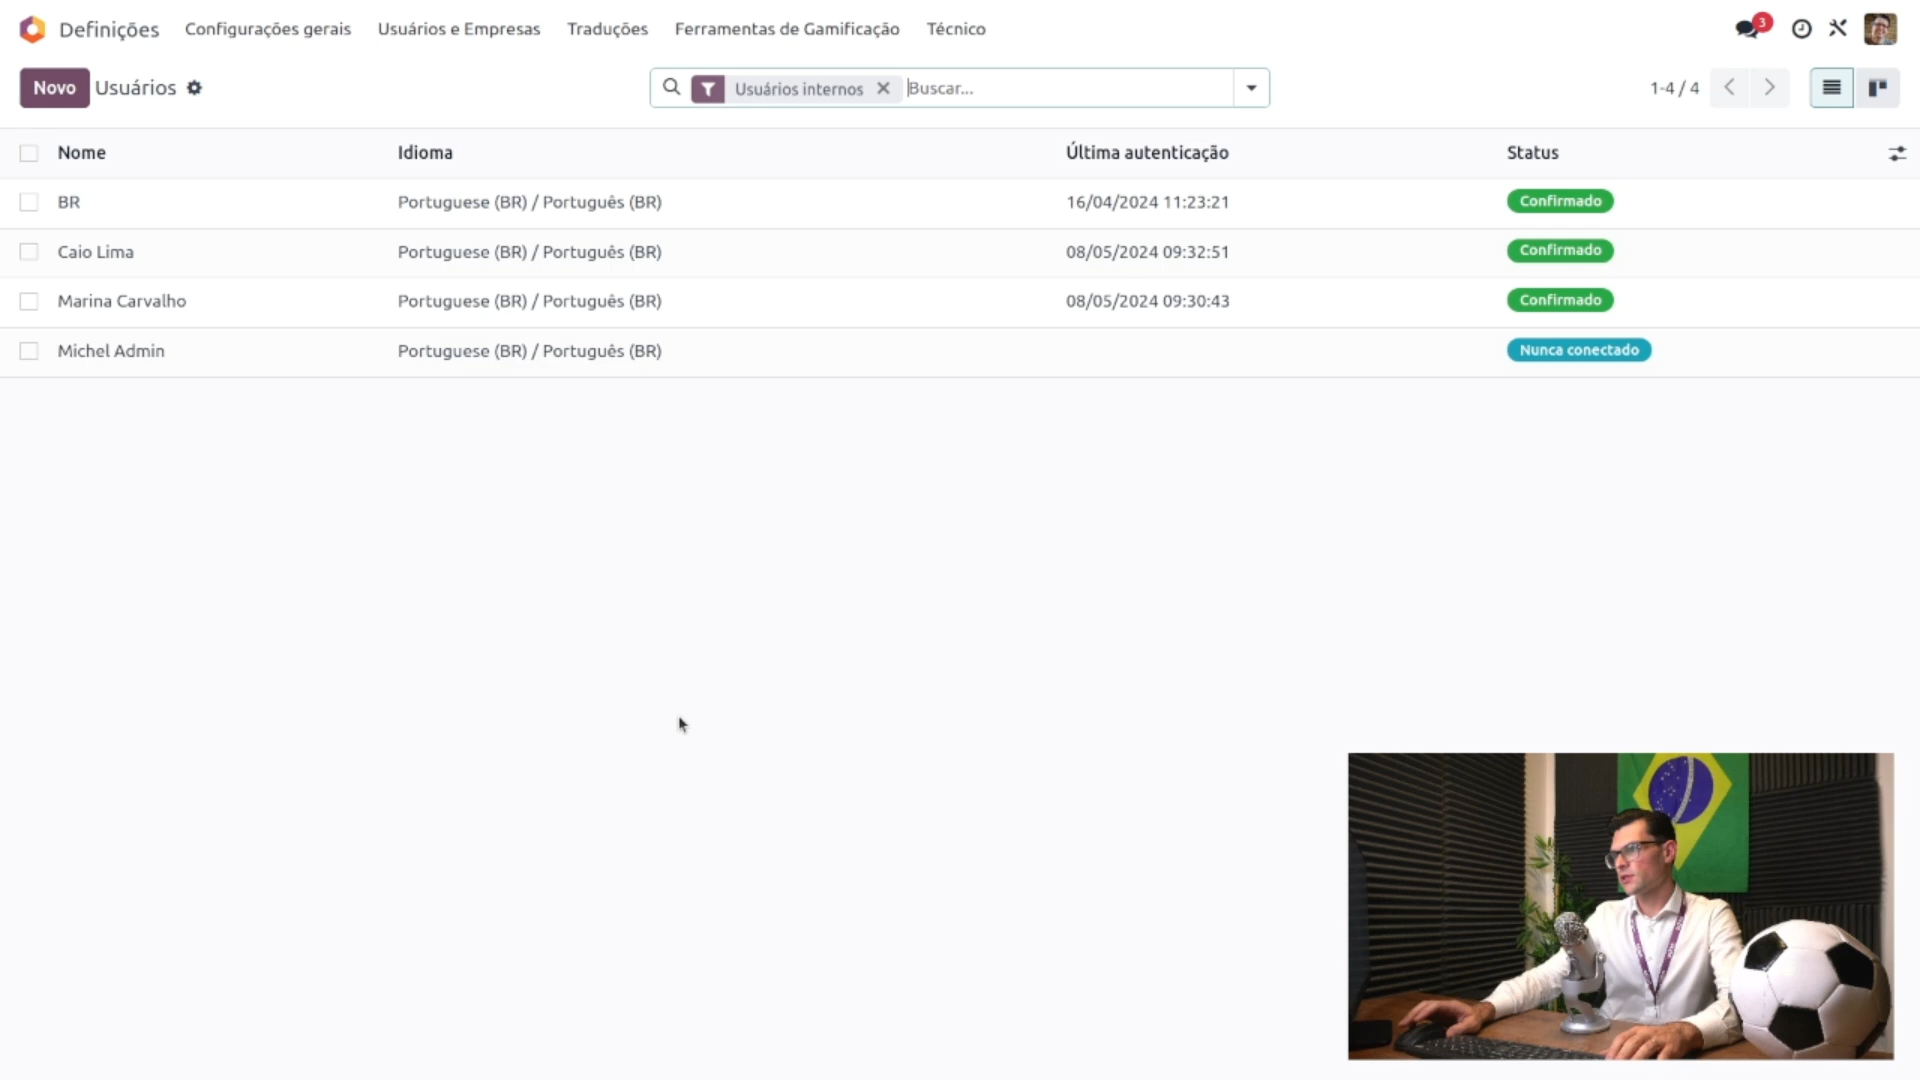 Definições Configurações gerais Usuários e Empresas Traduções Ferramentas de Gamificação Técnico 3
Novo Usuários Usuários internos Buscar... 1-4 / 4
Nome Idioma Última autenticação Status
BR Portuguese (BR) / Português (BR) 16/04/2024 11:23:21 Confirmado
Caio Lima Portuguese (BR) / Português (BR) 08/05/2024 09:32:51 Confirmado
Marina Carvalho Portuguese (BR) / Português (BR) 08/05/2024 09:30:43 Confirmado
Michel Admin Portuguese (BR) / Português (BR) Nunca conectado